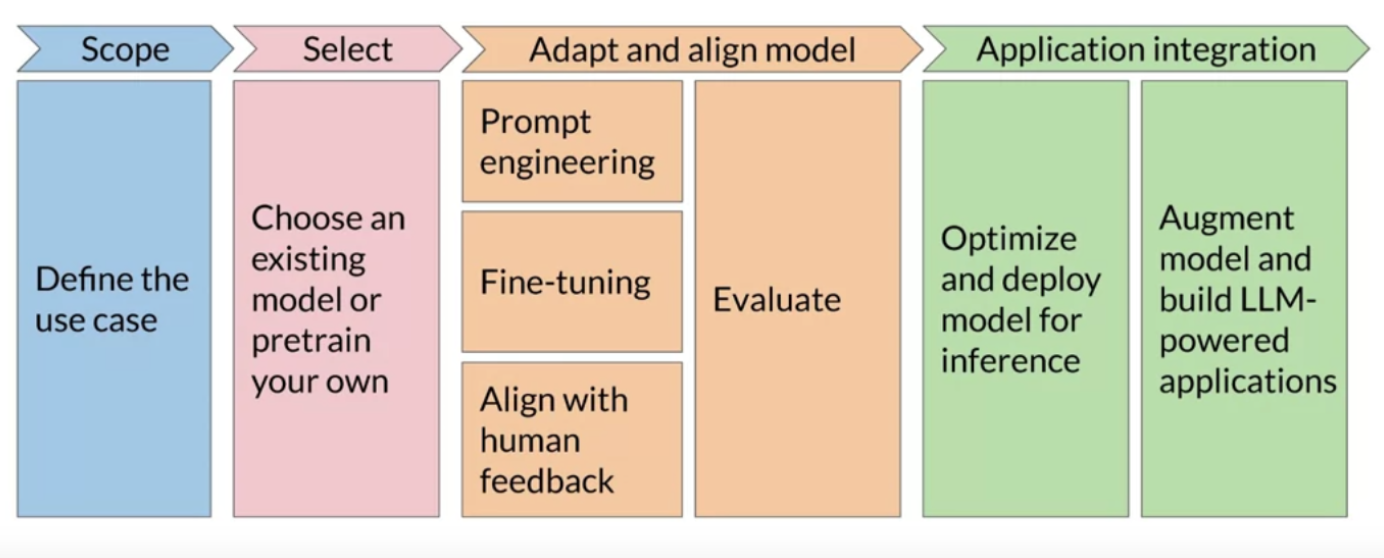 Scope
Select
Adapt and align model
Application integration
Define the
use case
Choose an
existing
model or
pretrain
your own
Prompt
engineering
Fine-tuning
Align with
human
feedback
Evaluate
Optimize
and deploy
model for
inference
Augment
model and
build LLM-
powered
applications